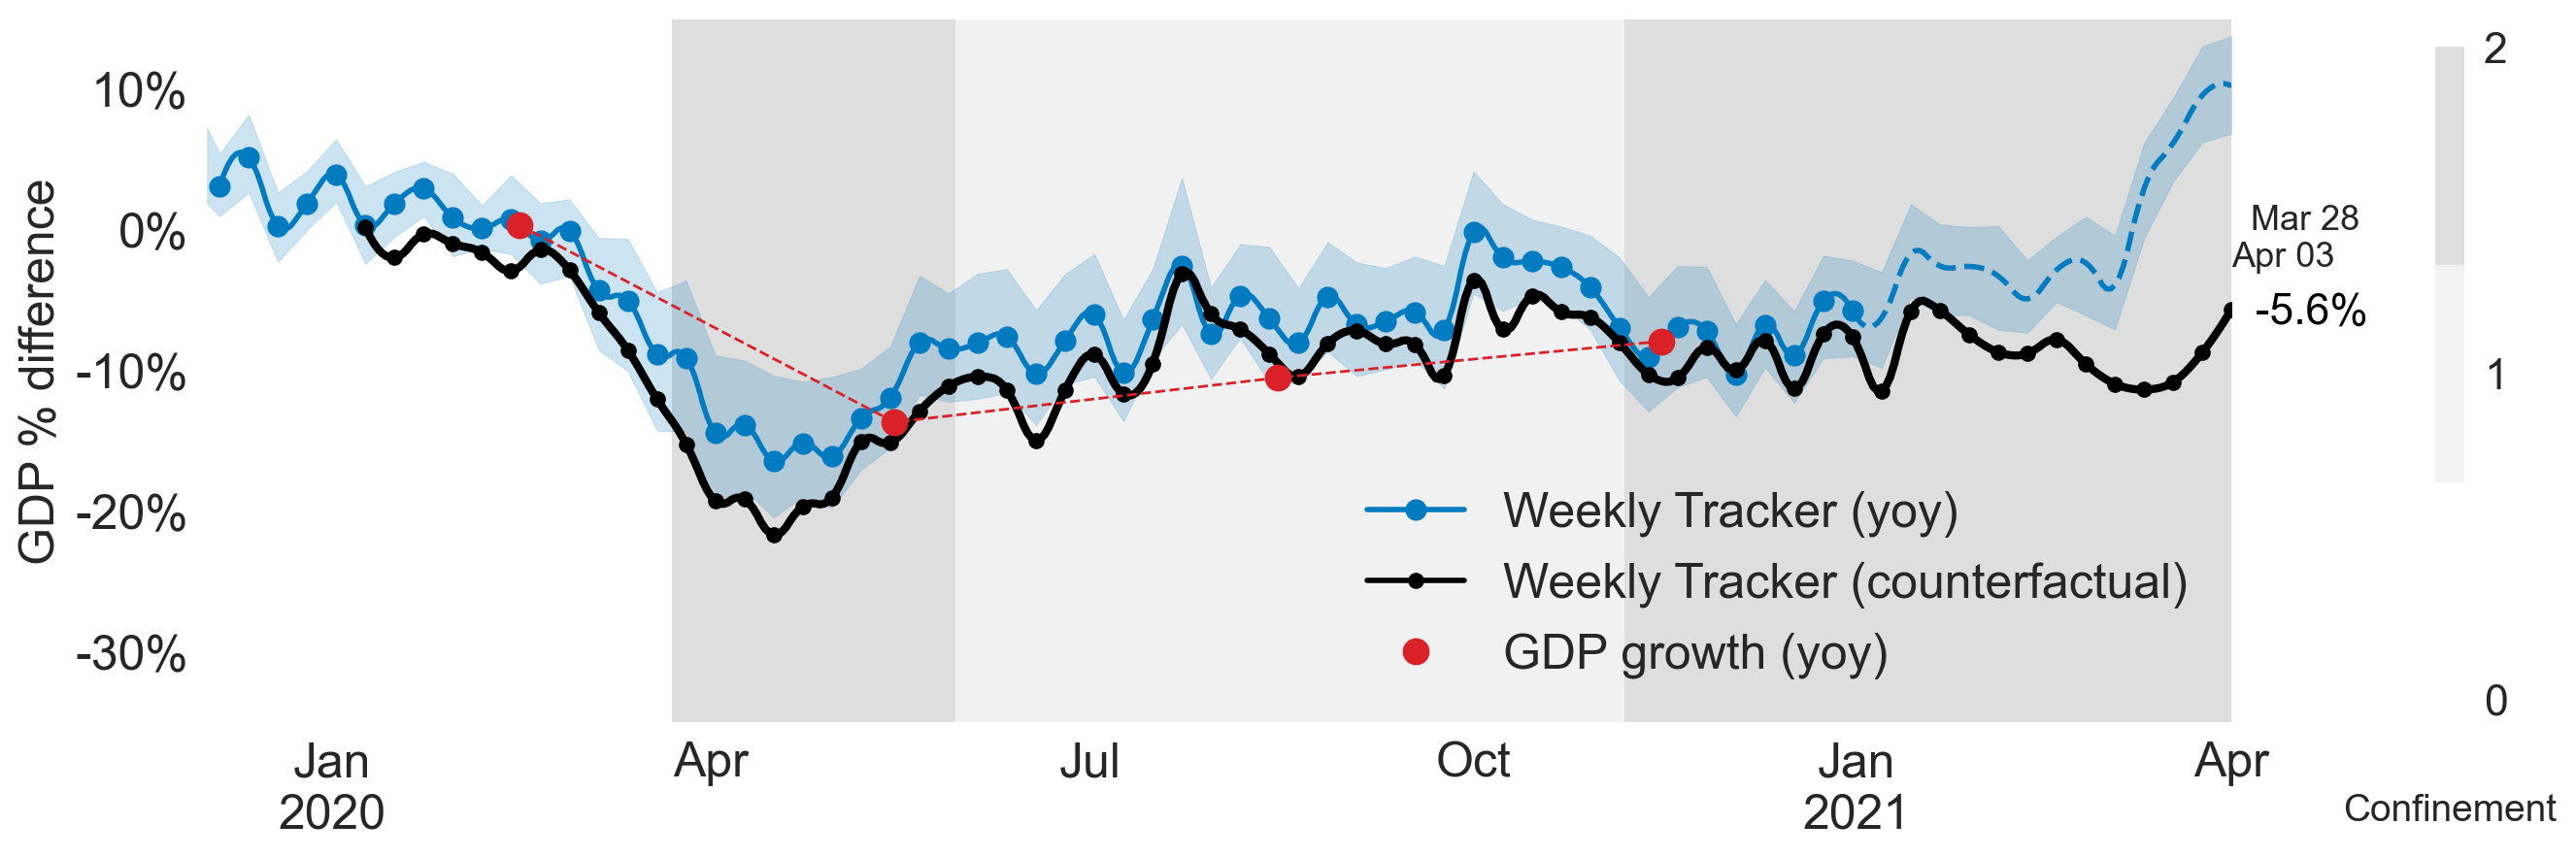 GDP % difference
10%
0%
-10%
-20%
-30%
Jan
2020
Apr
Jul
Oct
Jan
2021
Apr
Weekly Tracker (yoy)
Weekly Tracker (counterfactual)
GDP growth (yoy)
Mar 28
Apr 03
-5.6%
2
1
0
Confinement